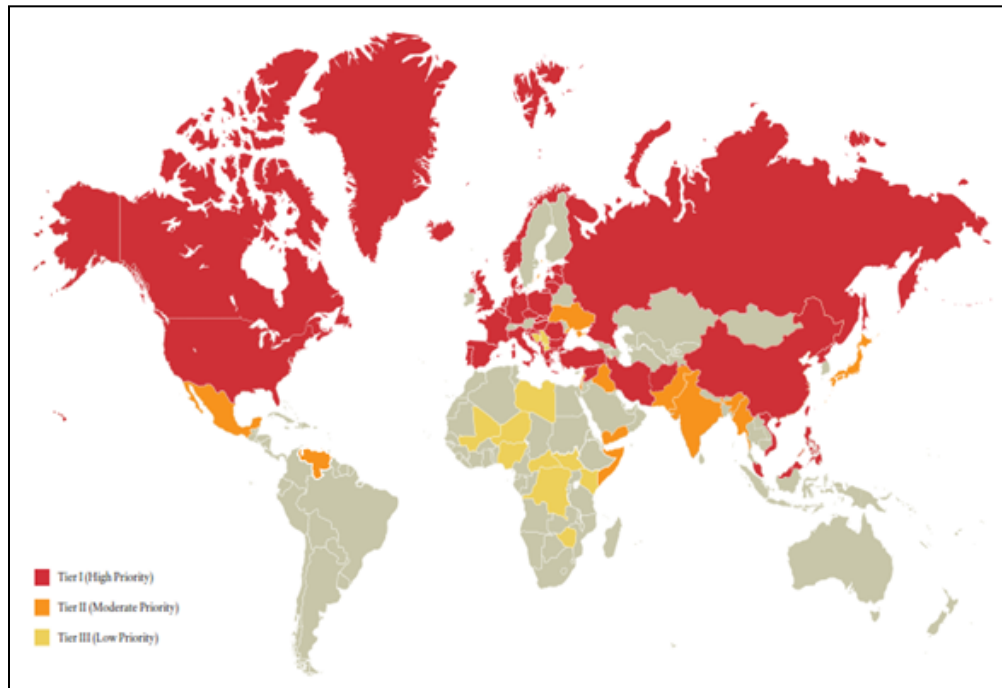 Tier I (High Priority)
Tier II (Moderate Priority)
Tier III (Low Priority)